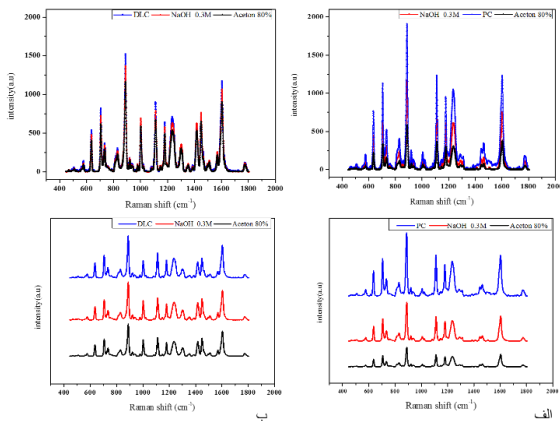 DLC NaOH 0.3M Aceton 80%
2000
1500
1000
500
0
intensity(a.u)
400 600 800 1000 1200 1400 1600 1800 2000
Raman shift (cm⁻¹)
NaOH 0.3M PC Aceton 80%
2000
1500
1000
500
0
intensity(a.u)
400 600 800 1000 1200 1400 1600 1800 2000
Raman shift (cm⁻¹)
DLC NaOH 0.3M Aceton 80%
intensity(a.u)
400 600 800 1000 1200 1400 1600 1800 2000
Raman shift (cm⁻¹)
ب
PC NaOH 0.3M Aceton 80%
intensity(a.u)
400 600 800 1000 1200 1400 1600 1800 2000
Raman shift (cm⁻¹)
الف